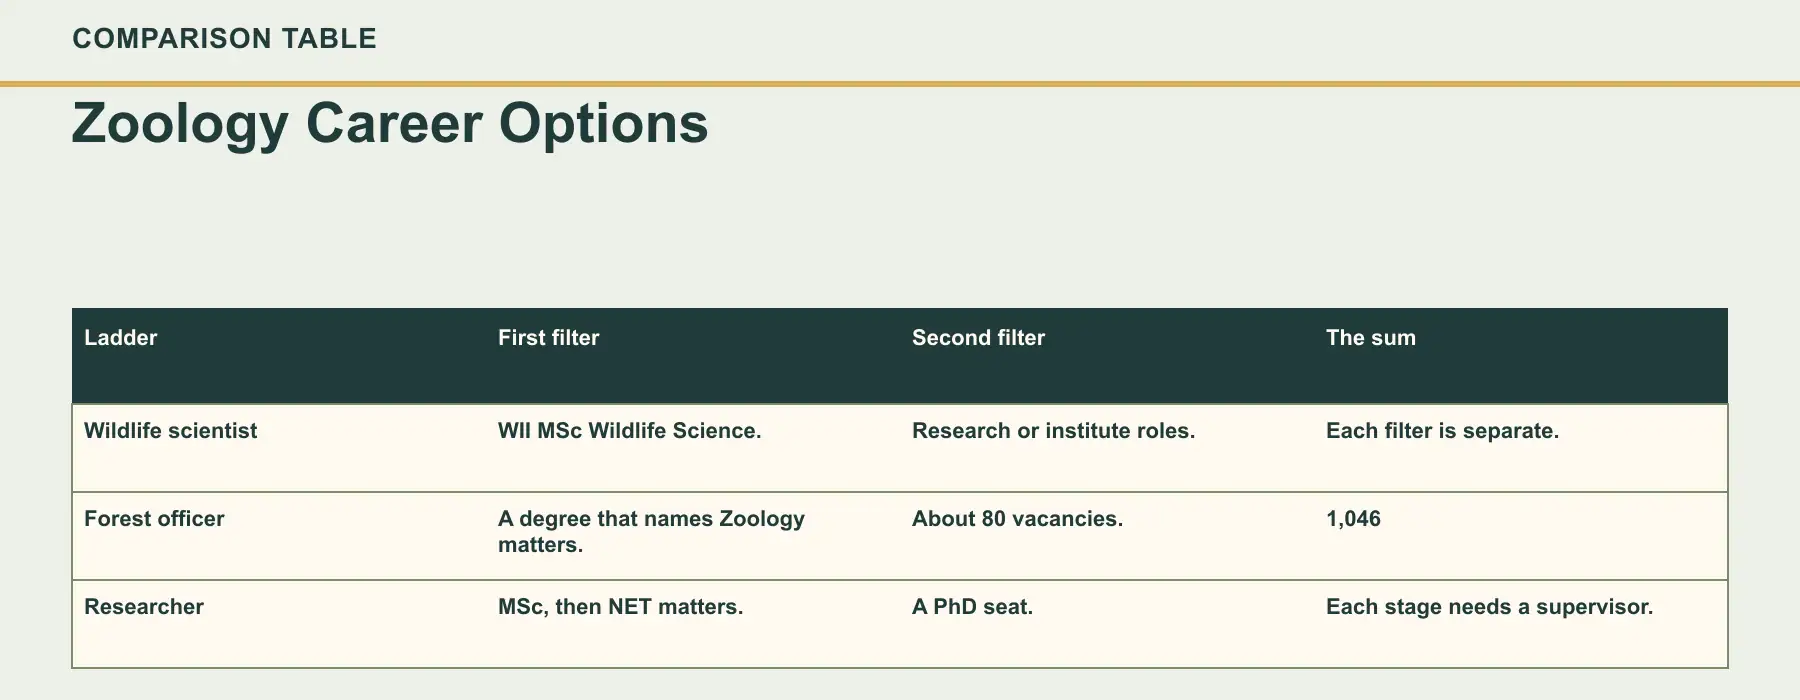 COMPARISON TABLE
Zoology Career Options
Ladder First filter Second filter The sum
Wildlife scientist WII MSc Wildlife Science. Research or institute roles. Each filter is separate.
Forest officer A degree that names Zoology matters. About 80 vacancies. 1,046
Researcher MSc, then NET matters. A PhD seat. Each stage needs a supervisor.